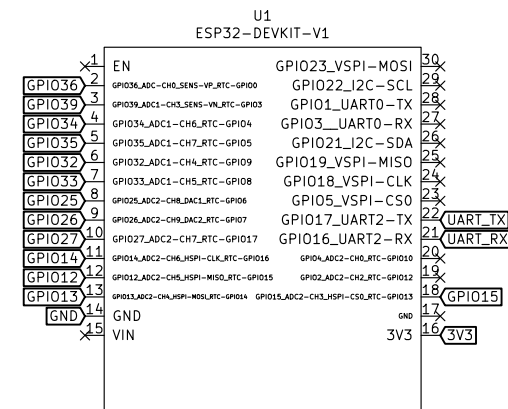 U1
ESP32-DEVKIT-V1
1 EN GPIO23_VSPI-MOSI 30
GPIO36 2 GPIO36_ADC-CH0_SENS-VP_RTC-GPIO0 GPIO22_I2C-SCL 29
GPIO39 3 GPIO39_ADC1-CH3_SENS-VN_RTC-GPIO3 GPIO1_UART0-TX 28
GPIO34 4 GPIO34_ADC1-CH6_RTC-GPIO4 GPIO3__UART0-RX 27
GPIO35 5 GPIO35_ADC1-CH7_RTC-GPIO5 GPIO21_I2C-SDA 26
GPIO32 6 GPIO32_ADC1-CH4_RTC-GPIO9 GPIO19_VSPI-MISO 25
GPIO33 7 GPIO33_ADC1-CH5_RTC-GPIO8 GPIO18_VSPI-CLK 24
GPIO25 8 GPIO25_ADC2-CH8_DAC1_RTC-GPIO6 GPIO5_VSPI-CS0 23
GPIO26 9 GPIO26_ADC2-CH9_DAC2_RTC-GPIO7 GPIO17_UART2-TX 22 UART_TX
GPIO27 10 GPIO27_ADC2-CH7_RTC-GPIO17 GPIO16_UART2-RX 21 UART_RX
GPIO14 11 GPIO14_ADC2-CH6_HSPI-CLK_RTC-GPIO16 GPIO4_ADC2-CH0_RTC-GPIO10 20
GPIO12 12 GPIO12_ADC2-CH5_HSPI-MISO_RTC-GPIO15 GPIO2_ADC2-CH2_RTC-GPIO12 19
GPIO13 13 GPIO13_ADC2-CH4_HSPI-MOSI_RTC-GPIO14 GPIO15_ADC2-CH3_HSPI-CS0_RTC-GPIO13 18 GPIO15
GND 14 GND GND 17
15 VIN 3V3 16 3V3